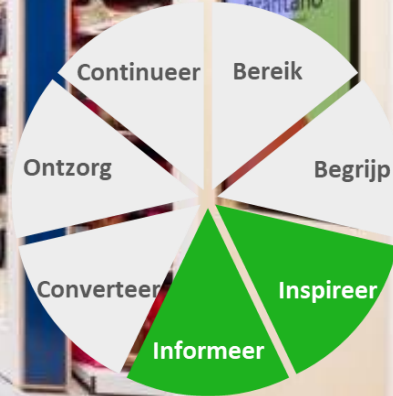 Continueer
Bereik
Ontzorg
Begrijp
Converteer
Inspireer
Informeer